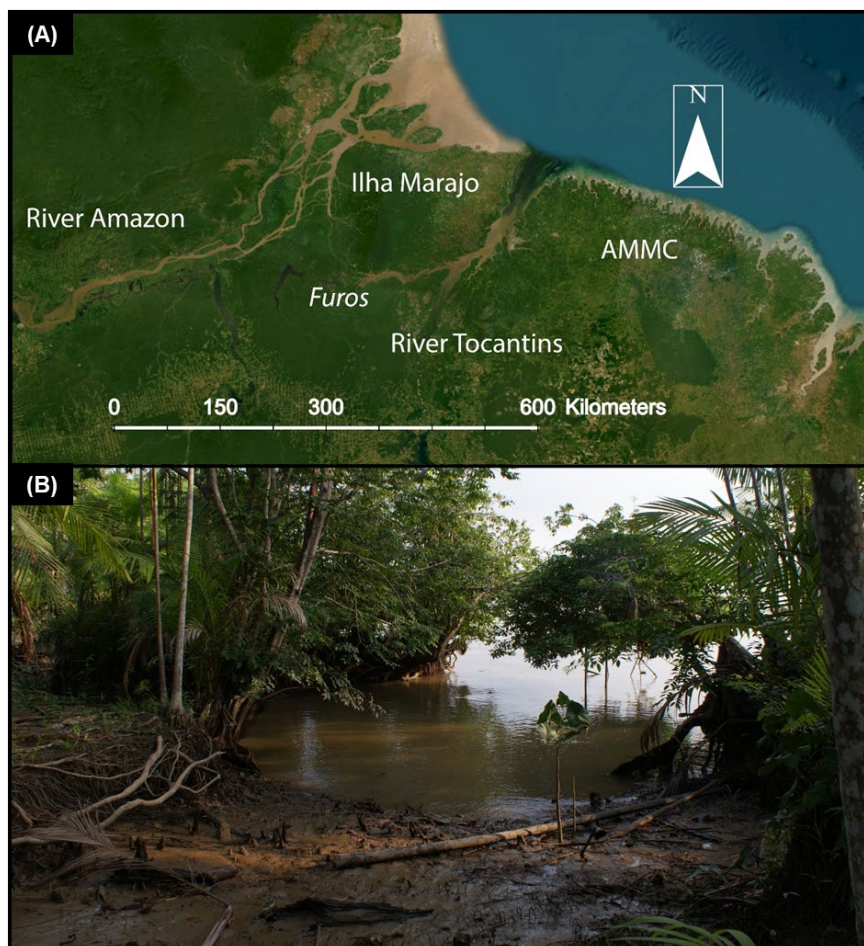 (A)
N
Ilha Marajo
River Amazon
AMMC
Furos
River Tocantins
0 150 300 600 Kilometers
(B)